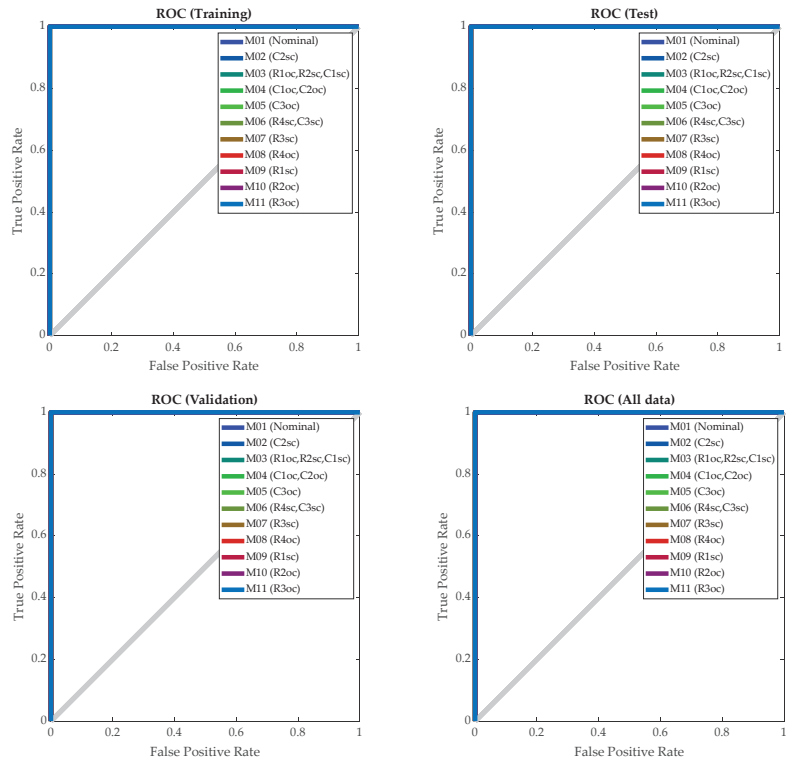 ROC (Training)
1
0.8
0.6
0.4
0.2
0
True Positive Rate
M01 (Nominal)
M02 (C2sc)
M03 (R1oc,R2sc,C1sc)
M04 (C1oc,C2oc)
M05 (C3oc)
M06 (R4sc,C3sc)
M07 (R3sc)
M08 (R4oc)
M09 (R1sc)
M10 (R2oc)
M11 (R3oc)
0 0.2 0.4 0.6 0.8 1
False Positive Rate
ROC (Test)
1
0.8
0.6
0.4
0.2
0
True Positive Rate
M01 (Nominal)
M02 (C2sc)
M03 (R1oc,R2sc,C1sc)
M04 (C1oc,C2oc)
M05 (C3oc)
M06 (R4sc,C3sc)
M07 (R3sc)
M08 (R4oc)
M09 (R1sc)
M10 (R2oc)
M11 (R3oc)
0 0.2 0.4 0.6 0.8 1
False Positive Rate
ROC (Validation)
1
0.8
0.6
0.4
0.2
0
True Positive Rate
M01 (Nominal)
M02 (C2sc)
M03 (R1oc,R2sc,C1sc)
M04 (C1oc,C2oc)
M05 (C3oc)
M06 (R4sc,C3sc)
M07 (R3sc)
M08 (R4oc)
M09 (R1sc)
M10 (R2oc)
M11 (R3oc)
0 0.2 0.4 0.6 0.8 1
False Positive Rate
ROC (All data)
1
0.8
0.6
0.4
0.2
0
True Positive Rate
M01 (Nominal)
M02 (C2sc)
M03 (R1oc,R2sc,C1sc)
M04 (C1oc,C2oc)
M05 (C3oc)
M06 (R4sc,C3sc)
M07 (R3sc)
M08 (R4oc)
M09 (R1sc)
M10 (R2oc)
M11 (R3oc)
0 0.2 0.4 0.6 0.8 1
False Positive Rate